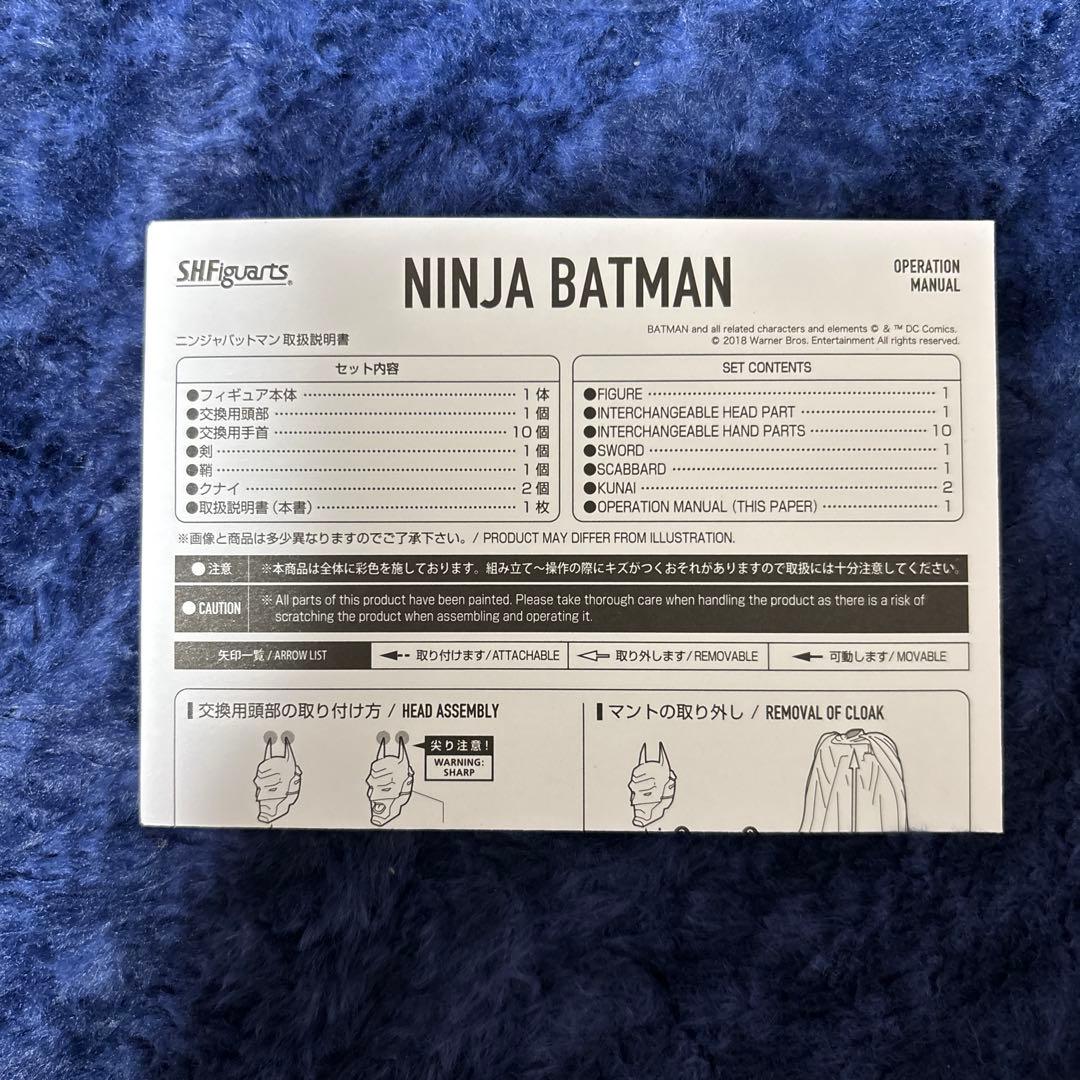 S.H.Figuarts®
NINJA BATMAN
OPERATION
MANUAL
ニンジャバットマン 取扱説明書
BATMAN and all related characters and elements © & ™ DC Comics.
© 2018 Warner Bros. Entertainment All rights reserved.
セット内容
●フィギュア本体 1体
●交換用頭部 1個
●交換用手首 10個
●剣 1個
●鞘 1個
●クナイ 2個
●取扱説明書（本書） 1枚
SET CONTENTS
●FIGURE 1
●INTERCHANGEABLE HEAD PART 1
●INTERCHANGEABLE HAND PARTS 10
●SWORD 1
●SCABBARD 1
●KUNAI 2
●OPERATION MANUAL (THIS PAPER) 1
※画像と商品は多少異なりますのでご了承下さい。/ PRODUCT MAY DIFFER FROM ILLUSTRATION.
●注意 ※本商品は全体に彩色を施しております。組み立て〜操作の際にキズがつくおそれがありますので取扱には十分注意してください。
●CAUTION ※All parts of this product have been painted. Please take thorough care when handling the product as there is a risk of
scratching the product when assembling and operating it.
矢印一覧 / ARROW LIST
取り付けます/ATTACHABLE
取り外します/REMOVABLE
可動します/MOVABLE
交換用頭部の取り付け方 / HEAD ASSEMBLY
尖り注意!
WARNING:
SHARP
マントの取り外し / REMOVAL OF CLOAK